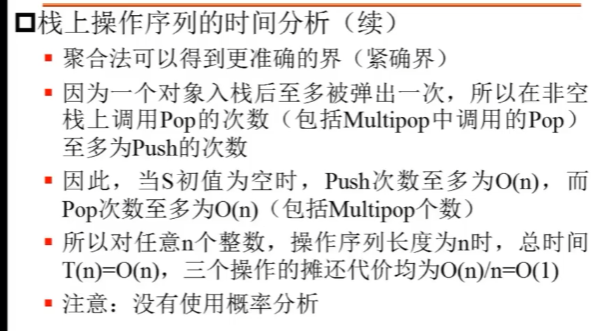 栈上操作序列的时间分析（续）
聚合法可以得到更准确的界（紧确界）
因为一个对象入栈后至多被弹出一次，所以在非空
栈上调用Pop的次数（包括Multipop中调用的Pop）
至多为Push的次数
因此，当S初值为空时，Push次数至多为O(n)，而
Pop次数至多为O(n)（包括Multipop个数）
所以对任意n个整数，操作序列长度为n时，总时间
T(n)=O(n)，三个操作的摊还代价均为O(n)/n=O(1)
注意：没有使用概率分析